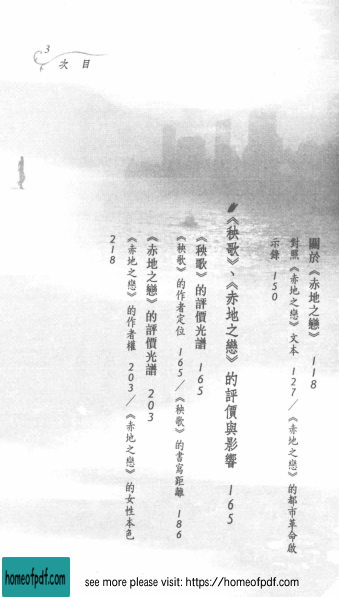 3
目次
關於《赤地之戀》 118
對照《赤地之戀》文本 127／《赤地之戀》的都市革命啟
示錄 150
《秧歌》、《赤地之戀》的評價與影響 165
《秧歌》的評價光譜 165
《秧歌》的作者定位 165／《秧歌》的書寫距離 186
《赤地之戀》的評價光譜 203
《赤地之戀》的作者權 203／《赤地之戀》的女性本色
218
homeofpdf.com
see more please visit: https://homeofpdf.com